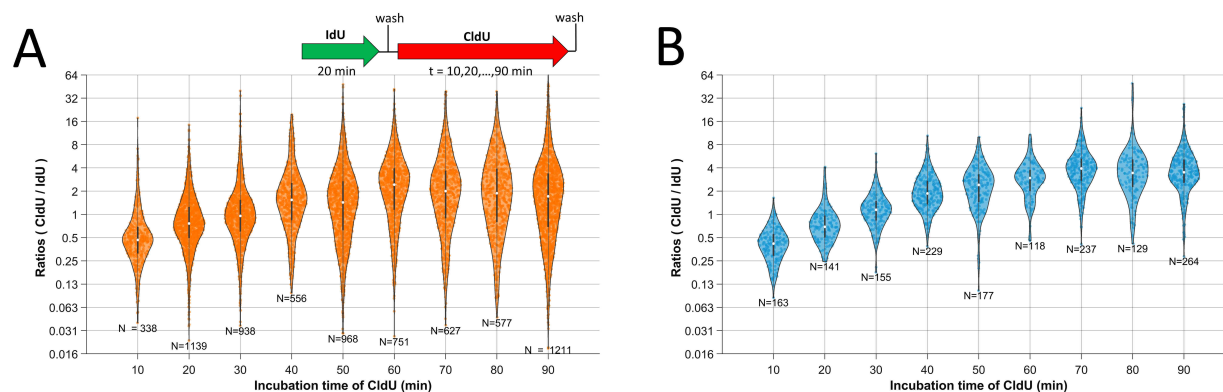 A
wash
wash
IdU
CldU
20 min
t = 10,20,...,90 min
64
32
16
8
4
2
1
0.5
0.25
0.13
0.063
0.031
0.016
Ratios ( CldU / IdU )
N = 338
N=1139
N=938
N=556
N=968
N=751
N=627
N=577
N = 1211
10 20 30 40 50 60 70 80 90
Incubation time of CldU (min)
B
64
32
16
8
4
2
1
0.5
0.25
0.13
0.063
0.031
0.016
Ratios ( CldU / IdU )
N=163
N=141
N=155
N=229
N=177
N=118
N=237
N=129
N=264
10 20 30 40 50 60 70 80 90
Incubation time of CldU (min)